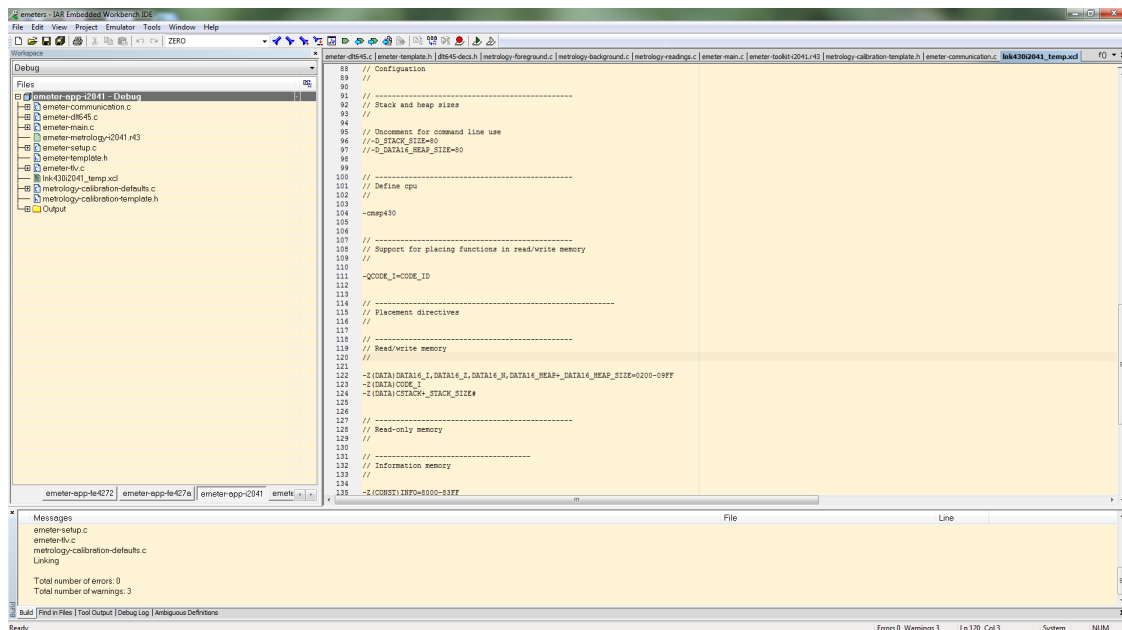 emeters - IAR Embedded Workbench IDE
File Edit View Project Emulator Tools Window Help
ZERO
Workspace
Debug
Files
emeter-app-i2041 - Debug
emeter-communication.c
emeter-dlt645.c
emeter-main.c
emeter-metrology-i2041.r43
emeter-setup.c
emeter-template.h
emeter-tlv.c
lnk430i2041_temp.xcl
metrology-calibration-defaults.c
metrology-calibration-template.h
Output
emeter-app-fe4272 emeter-app-fe427a emeter-app-i2041 emete
emeter-dlt645.c | emeter-template.h | dlt645-decs.h | metrology-foreground.c | metrology-background.c | metrology-readings.c | emeter-main.c | emeter-toolkit-i2041.r43 | metrology-calibration-template.h | emeter-communication.c lnk430i2041_temp.xcl f0
88 // Configuation
89 //
90
91 // -----------------------------------------------
92 // Stack and heap sizes
93 //
94
95 // Uncomment for command line use
96 //-D_STACK_SIZE=80
97 //-D_DATA16_HEAP_SIZE=80
98
99
100 // -----------------------------------------------
101 // Define cpu
102 //
103
104 -cmsp430
105
106
107 // -----------------------------------------------
108 // Support for placing functions in read/write memory
109 //
110
111 -QCODE_I=CODE_ID
112
113
114 // ---------------------------------------------------------
115 // Placement directives
116 //
117
118 // -----------------------------------------------
119 // Read/write memory
120 //
121
122 -Z(DATA)DATA16_I,DATA16_Z,DATA16_N,DATA16_HEAP+_DATA16_HEAP_SIZE=0200-09FF
123 -Z(DATA)CODE_I
124 -Z(DATA)CSTACK+_STACK_SIZE#
125
126
127 // -----------------------------------------------
128 // Read-only memory
129 //
130
131 // -------------------------------------
132 // Information memory
133 //
134
135 -Z(CONST)INFO=8000-83FF
Messages File Line
emeter-setup.c
emeter-tlv.c
metrology-calibration-defaults.c
Linking
Total number of errors: 0
Total number of warnings: 3
Build
Build | Find in Files | Tool Output | Debug Log | Ambiguous Definitions
Ready Errors 0, Warnings 3 Ln 120, Col 3 System NUM